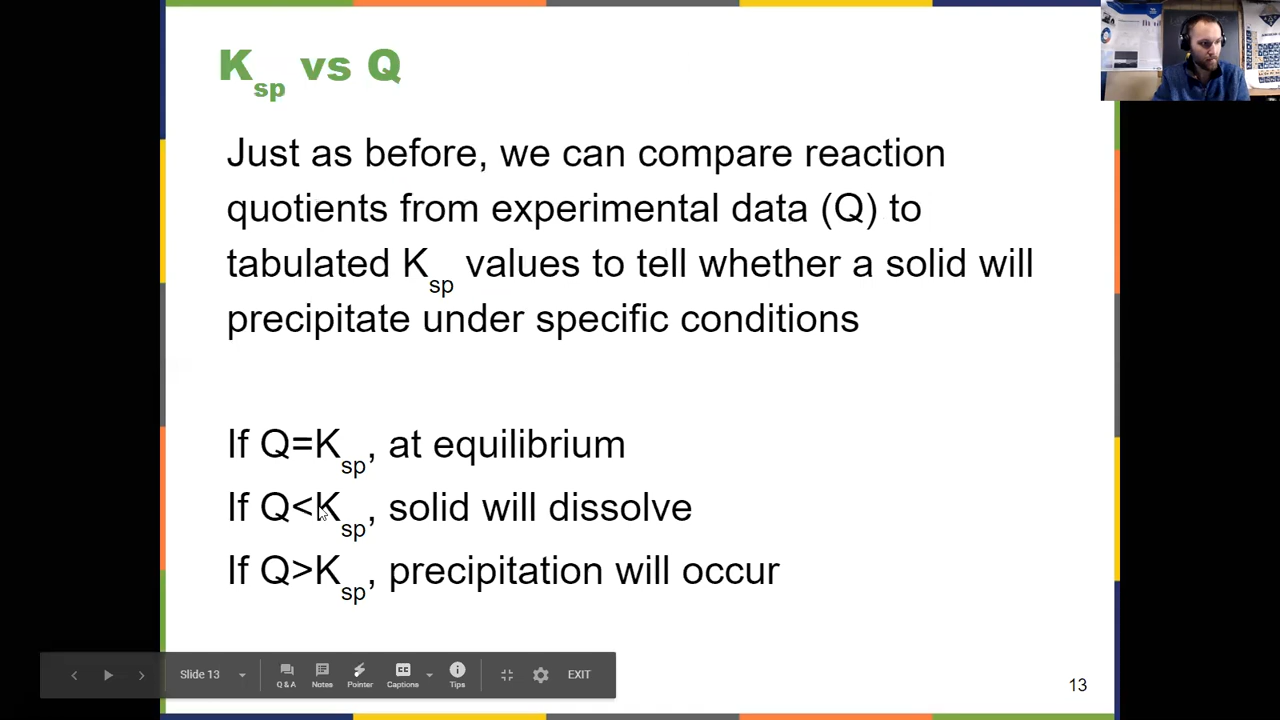 Ksp vs Q
Just as before, we can compare reaction
quotients from experimental data (Q) to
tabulated Ksp values to tell whether a solid will
precipitate under specific conditions
If Q=Ksp, at equilibrium
If Q<Ksp, solid will dissolve
If Q>Ksp, precipitation will occur
Slide 13
Q & A
Notes
Pointer
Captions
Tips
EXIT
13